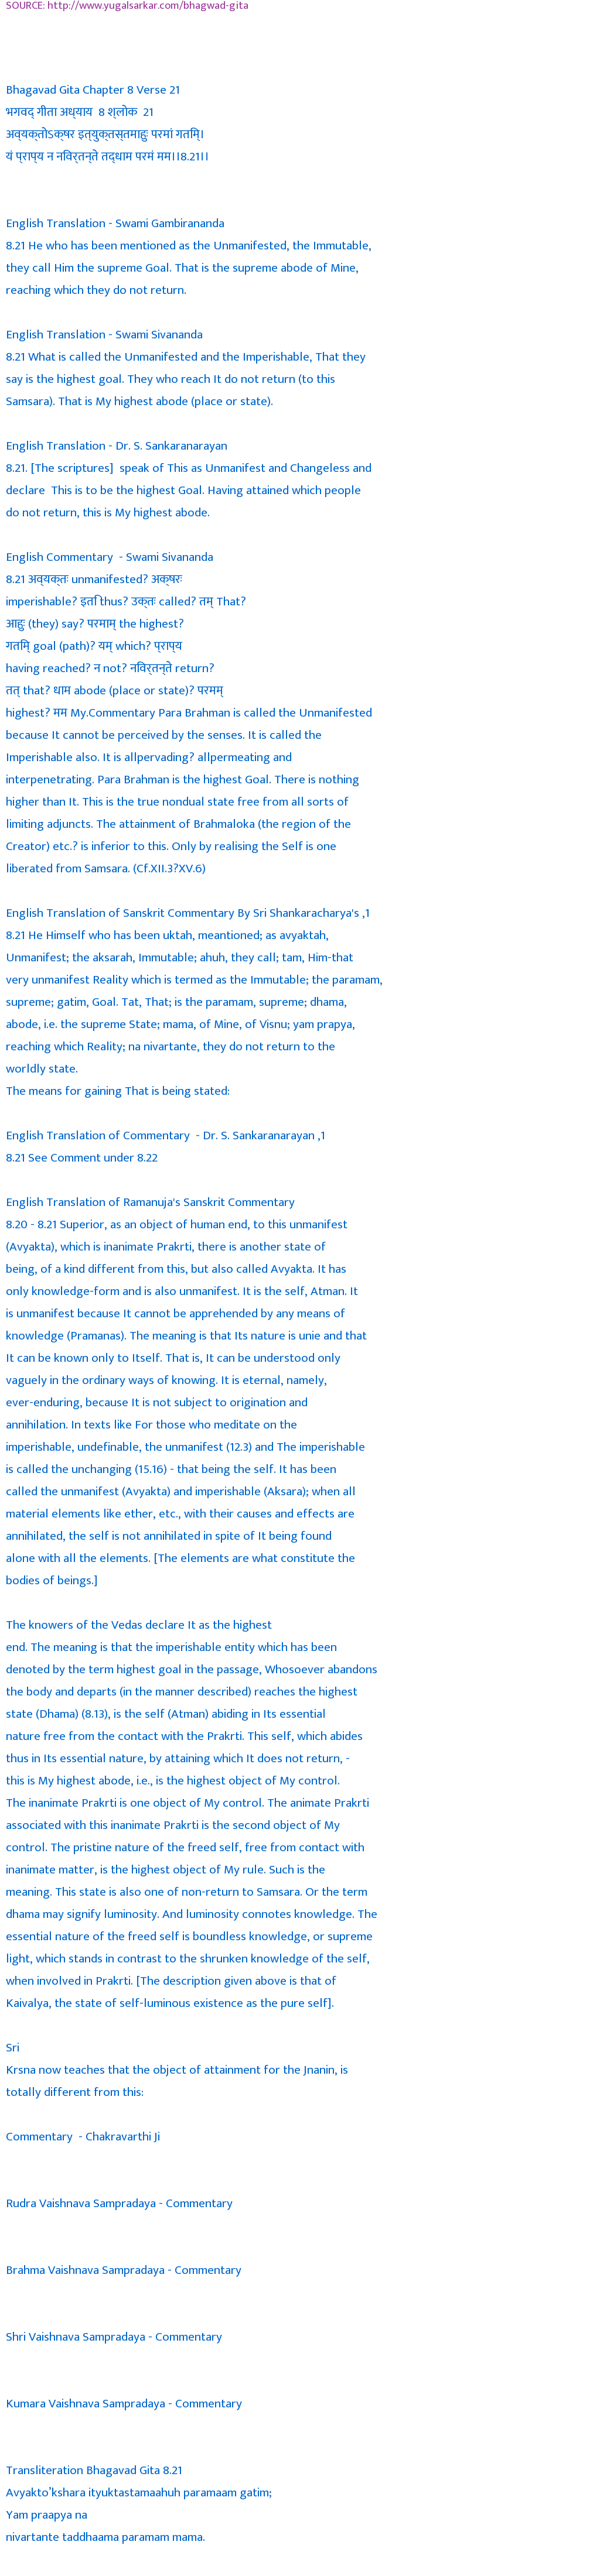 SOURCE: http://www.yugalsarkar.com/bhagwad-gita
Bhagavad Gita Chapter 8 Verse 21
भगवद् गीता अध्याय 8 श्लोक 21
अव्यक्तोऽक्षर इत्युक्तस्तमाहुः परमां गतिम्।
यं प्राप्य न निवर्तन्ते तद्धाम परमं मम।।8.21।।
English Translation - Swami Gambirananda
8.21 He who has been mentioned as the Unmanifested, the Immutable,
they call Him the supreme Goal. That is the supreme abode of Mine,
reaching which they do not return.
English Translation - Swami Sivananda
8.21 What is called the Unmanifested and the Imperishable, That they
say is the highest goal. They who reach It do not return (to this
Samsara). That is My highest abode (place or state).
English Translation - Dr. S. Sankaranarayan
8.21. [The scriptures] speak of This as Unmanifest and Changeless and
declare This is to be the highest Goal. Having attained which people
do not return, this is My highest abode.
English Commentary - Swami Sivananda
8.21 अव्यक्तः unmanifested? अक्षरः
imperishable? इति thus? उक्तः called? तम् That?
आहुः (they) say? परमाम् the highest?
गतिम् goal (path)? यम् which? प्राप्य
having reached? न not? निवर्तन्ते return?
तत् that? धाम abode (place or state)? परमम्
highest? मम My.Commentary Para Brahman is called the Unmanifested
because It cannot be perceived by the senses. It is called the
Imperishable also. It is allpervading? allpermeating and
interpenetrating. Para Brahman is the highest Goal. There is nothing
higher than It. This is the true nondual state free from all sorts of
limiting adjuncts. The attainment of Brahmaloka (the region of the
Creator) etc.? is inferior to this. Only by realising the Self is one
liberated from Samsara. (Cf.XII.3?XV.6)
English Translation of Sanskrit Commentary By Sri Shankaracharya's ,1
8.21 He Himself who has been uktah, meantioned; as avyaktah,
Unmanifest; the aksarah, Immutable; ahuh, they call; tam, Him-that
very unmanifest Reality which is termed as the Immutable; the paramam,
supreme; gatim, Goal. Tat, That; is the paramam, supreme; dhama,
abode, i.e. the supreme State; mama, of Mine, of Visnu; yam prapya,
reaching which Reality; na nivartante, they do not return to the
worldly state.
The means for gaining That is being stated:
English Translation of Commentary - Dr. S. Sankaranarayan ,1
8.21 See Comment under 8.22
English Translation of Ramanuja's Sanskrit Commentary
8.20 - 8.21 Superior, as an object of human end, to this unmanifest
(Avyakta), which is inanimate Prakrti, there is another state of
being, of a kind different from this, but also called Avyakta. It has
only knowledge-form and is also unmanifest. It is the self, Atman. It
is unmanifest because It cannot be apprehended by any means of
knowledge (Pramanas). The meaning is that Its nature is unie and that
It can be known only to Itself. That is, It can be understood only
vaguely in the ordinary ways of knowing. It is eternal, namely,
ever-enduring, because It is not subject to origination and
annihilation. In texts like For those who meditate on the
imperishable, undefinable, the unmanifest (12.3) and The imperishable
is called the unchanging (15.16) - that being the self. It has been
called the unmanifest (Avyakta) and imperishable (Aksara); when all
material elements like ether, etc., with their causes and effects are
annihilated, the self is not annihilated in spite of It being found
alone with all the elements. [The elements are what constitute the
bodies of beings.]
The knowers of the Vedas declare It as the highest
end. The meaning is that the imperishable entity which has been
denoted by the term highest goal in the passage, Whosoever abandons
the body and departs (in the manner described) reaches the highest
state (Dhama) (8.13), is the self (Atman) abiding in Its essential
nature free from the contact with the Prakrti. This self, which abides
thus in Its essential nature, by attaining which It does not return, -
this is My highest abode, i.e., is the highest object of My control.
The inanimate Prakrti is one object of My control. The animate Prakrti
associated with this inanimate Prakrti is the second object of My
control. The pristine nature of the freed self, free from contact with
inanimate matter, is the highest object of My rule. Such is the
meaning. This state is also one of non-return to Samsara. Or the term
dhama may signify luminosity. And luminosity connotes knowledge. The
essential nature of the freed self is boundless knowledge, or supreme
light, which stands in contrast to the shrunken knowledge of the self,
when involved in Prakrti. [The description given above is that of
Kaivalya, the state of self-luminous existence as the pure self].
Sri
Krsna now teaches that the object of attainment for the Jnanin, is
totally different from this:
Commentary - Chakravarthi Ji
Rudra Vaishnava Sampradaya - Commentary
Brahma Vaishnava Sampradaya - Commentary
Shri Vaishnava Sampradaya - Commentary
Kumara Vaishnava Sampradaya - Commentary
Transliteration Bhagavad Gita 8.21
Avyakto'kshara ityuktastamaahuh paramaam gatim;
Yam praapya na
nivartante taddhaama paramam mama.